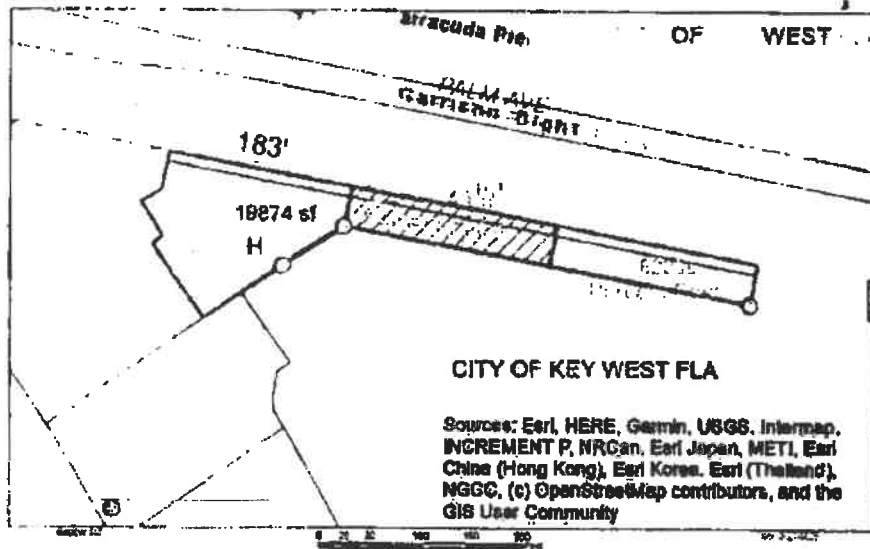 arracuda Pier
OF WEST
PALM AVE
Garrison Bight
183'
19874 sf
H
CITY OF KEY WEST FLA
Sources: Esri, HERE, Garmin, USGS, Intermap,
INCREMENT P, NRCan, Esri Japan, METI, Esri
China (Hong Kong), Esri Korea, Esri (Thailand),
NGCC, (c) OpenStreetMap contributors, and the
GIS User Community